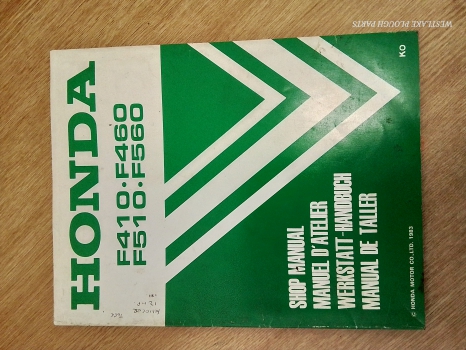 HONDA
F410·F460
F510·F560
SHOP MANUAL
MANUEL D'ATELIER
WERKSTATT-HANDBUCH
MANUAL DE TALLER
© HONDA MOTOR CO., LTD. 1983
KO
WESTLAKE PLOUGH PARTS